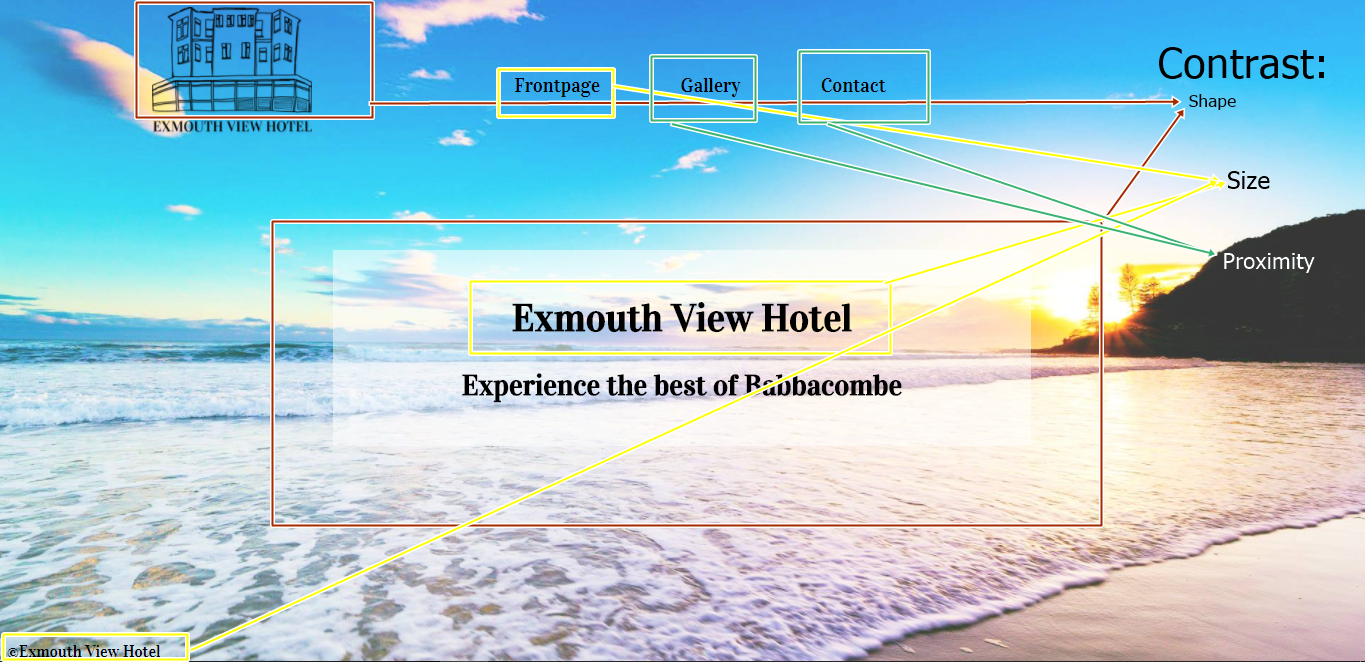 EXMOUTH VIEW HOTEL
Frontpage
Gallery
Contact
Contrast:
Shape
Size
Proximity
Exmouth View Hotel
Experience the best of Babbacombe
©Exmouth View Hotel